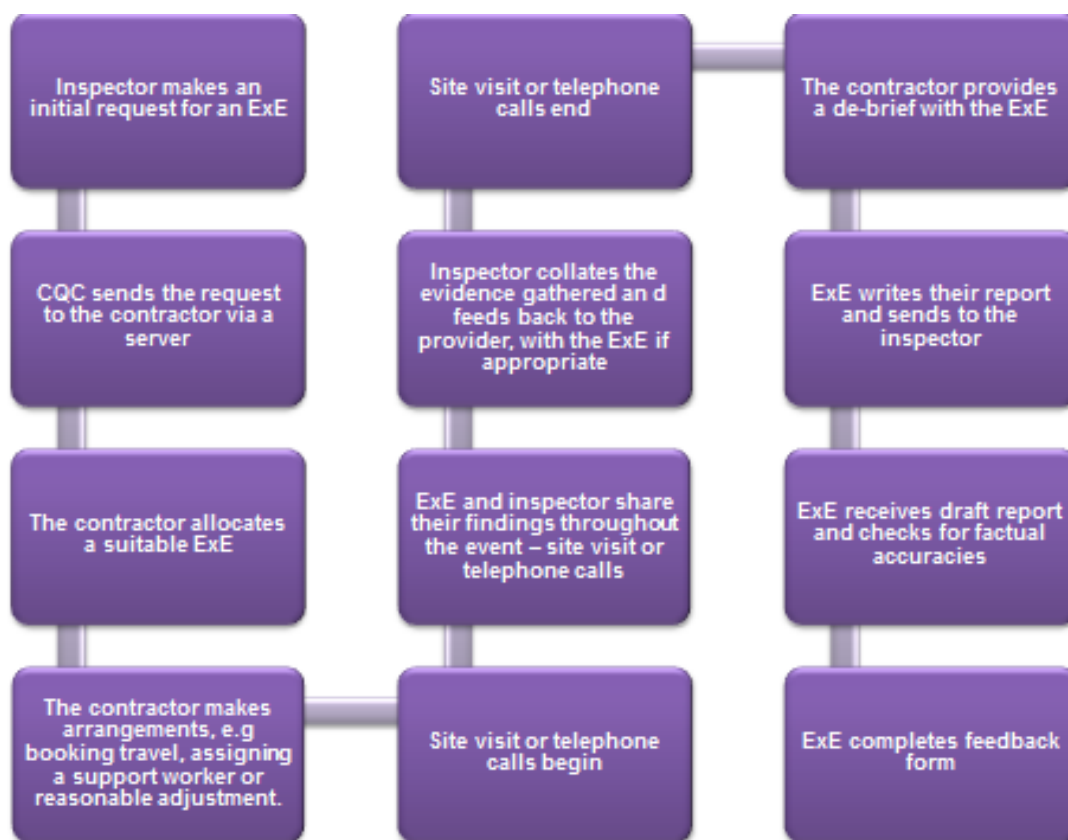 Inspector makes an
initial request for an ExE
CQC sends the request
to the contractor via a
server
The contractor allocates
a suitable ExE
The contractor makes
arrangements, e.g
booking travel, assigning
a support worker or
reasonable adjustment.
Site visit or telephone
calls begin
ExE and inspector share
their findings throughout
the event – site visit or
telephone calls
Inspector collates the
evidence gathered an d
feeds back to the
provider, with the ExE if
appropriate
Site visit or telephone
calls end
The contractor provides
a de-brief with the ExE
ExE writes their report
and sends to the
inspector
ExE receives draft report
and checks for factual
accuracies
ExE completes feedback
form